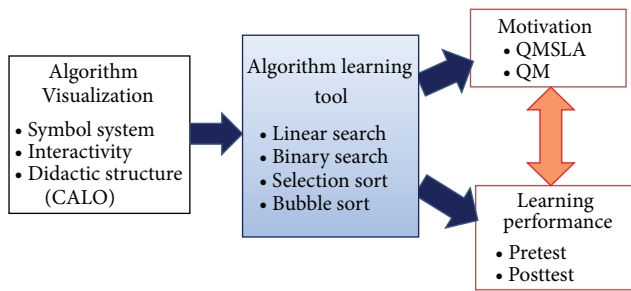 Algorithm
Visualization
• Symbol system
• Interactivity
• Didactic structure
(CALO)
Algorithm learning
tool
• Linear search
• Binary search
• Selection sort
• Bubble sort
Motivation
• QMSLA
• QM
Learning
performance
• Pretest
• Posttest